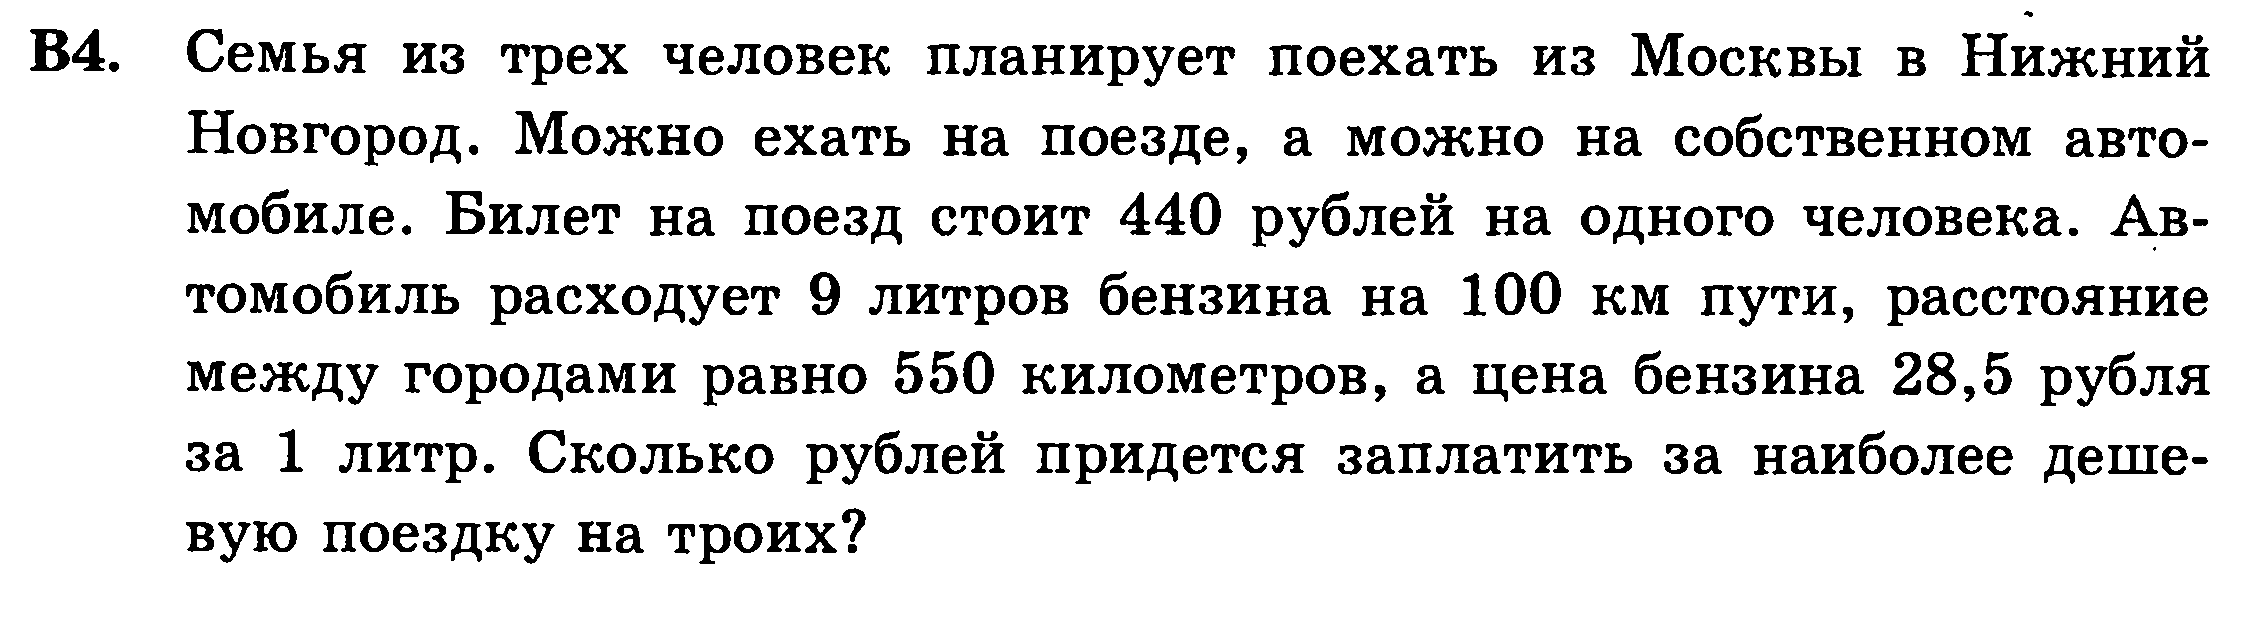 В4. Семья из трех человек планирует поехать из Москвы в Нижний
Новгород. Можно ехать на поезде, а можно на собственном авто-
мобиле. Билет на поезд стоит 440 рублей на одного человека. Ав-
томобиль расходует 9 литров бензина на 100 км пути, расстояние
между городами равно 550 километров, а цена бензина 28,5 рубля
за 1 литр. Сколько рублей придется заплатить за наиболее деше-
вую поездку на троих?